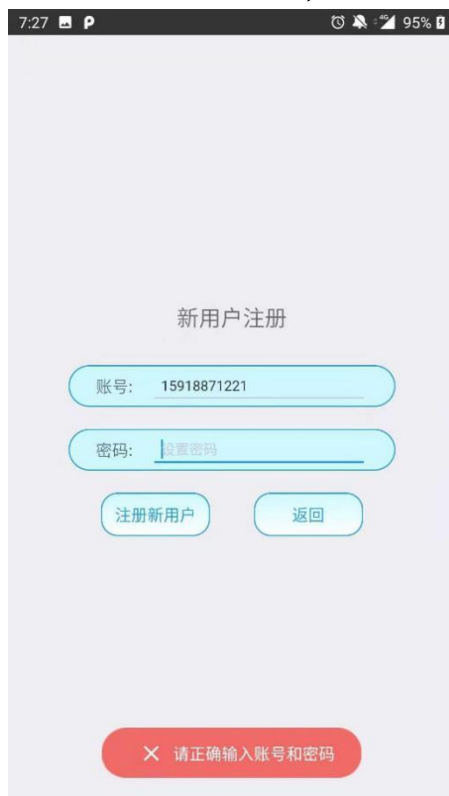 7:27 4G 95%
新用户注册
账号: 15918871221
密码: 设置密码
注册新用户 返回
请正确输入账号和密码